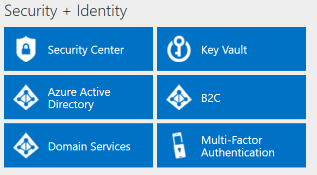 Security + Identity
Security Center
Key Vault
Azure Active
Directory
B2C
Domain Services
Multi-Factor
Authentication